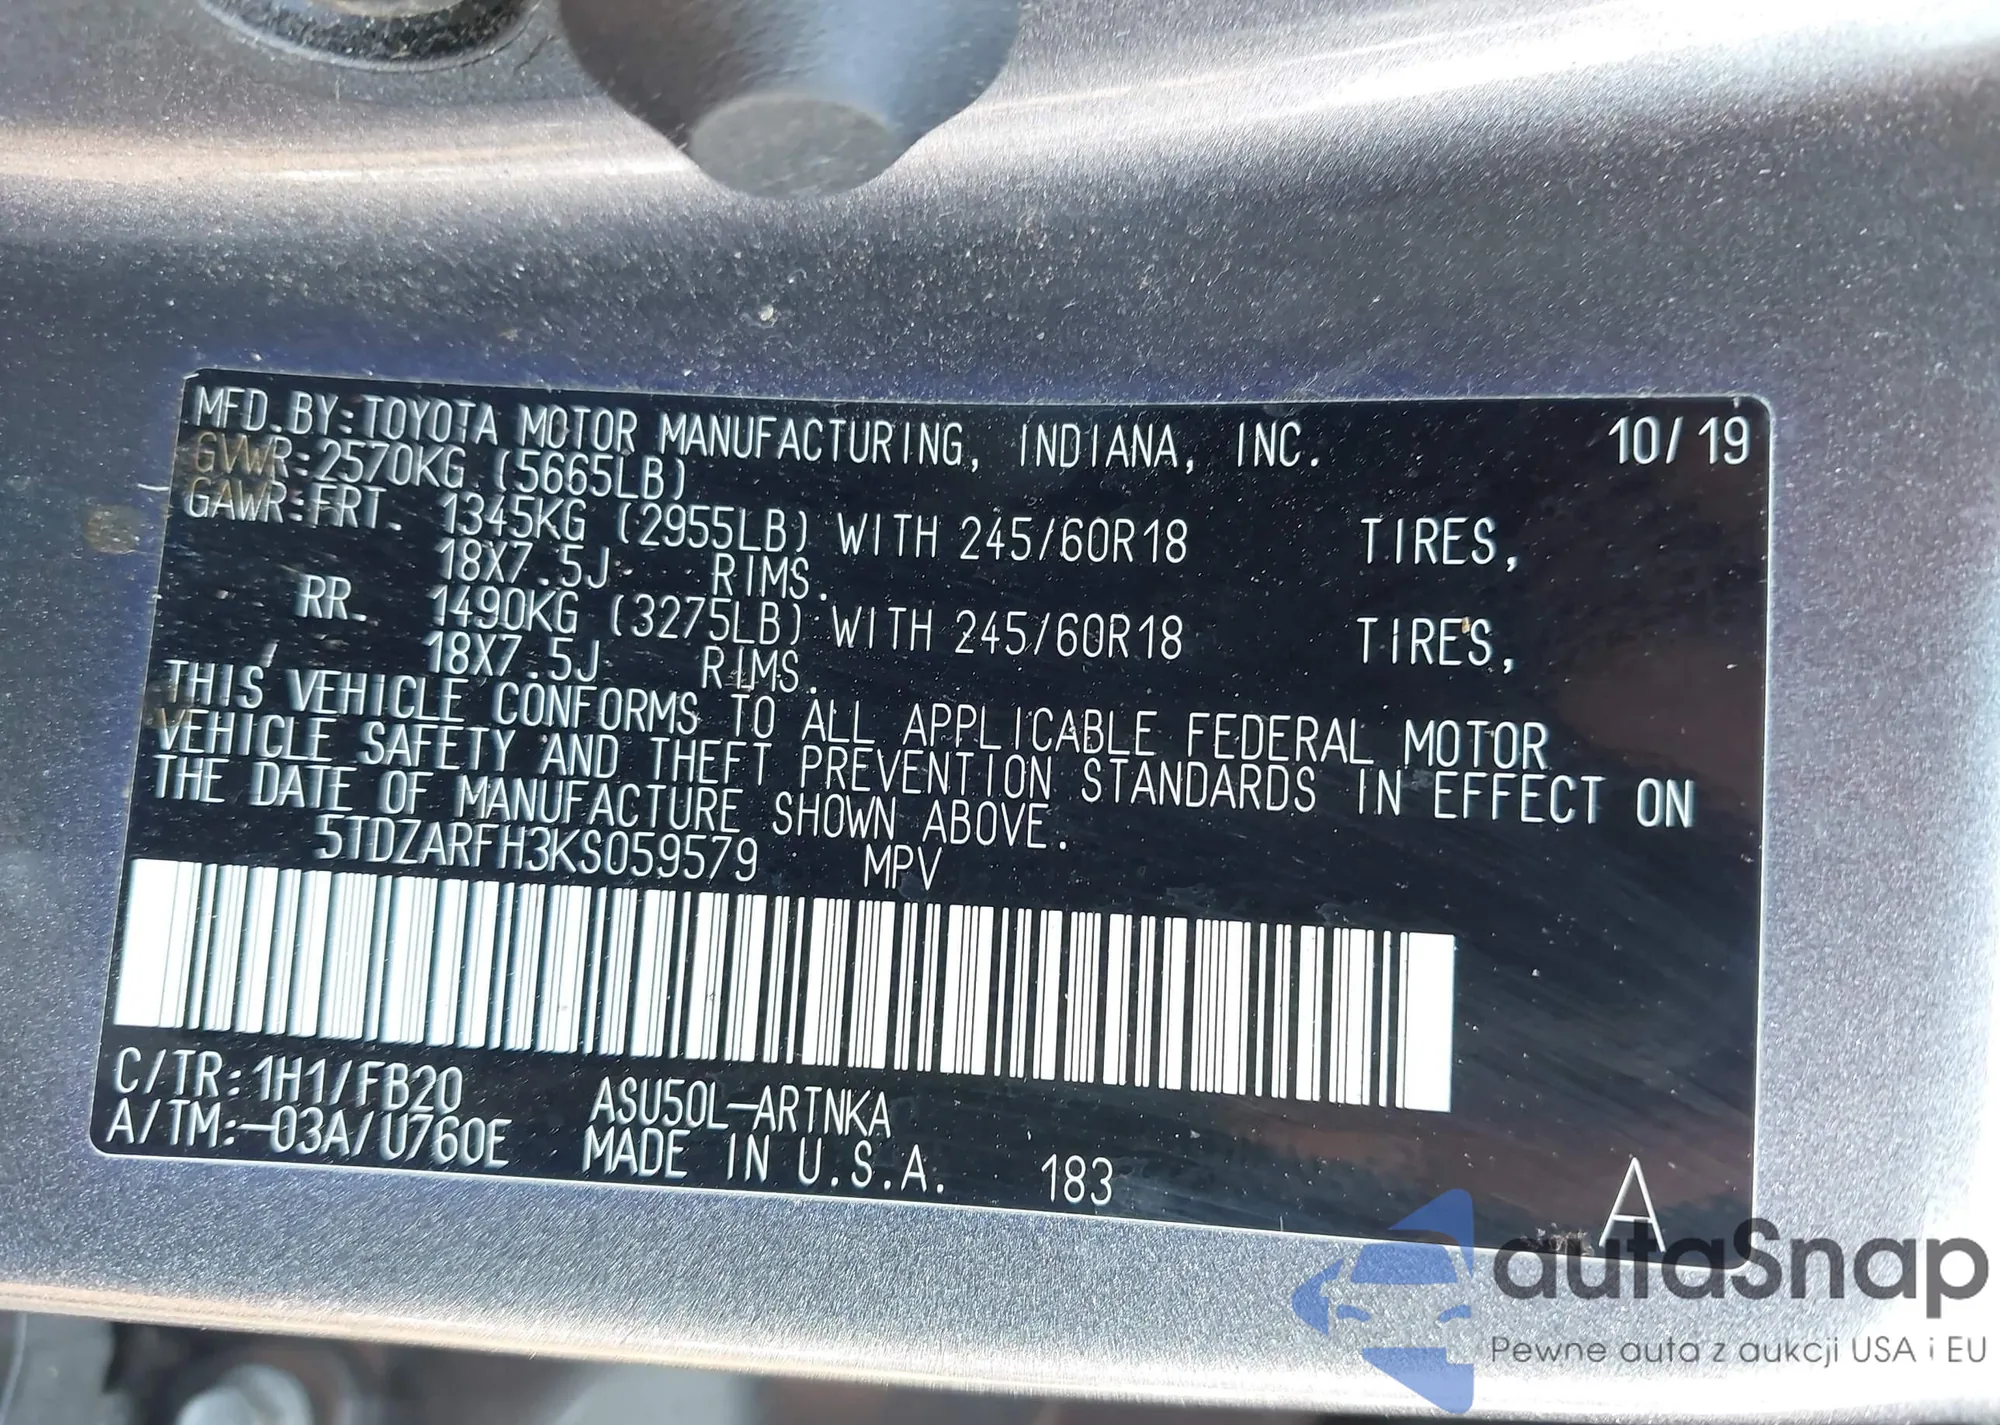 MFD.BY:TOYOTA MOTOR MANUFACTURING, INDIANA, INC. 10/19
GVWR:2570KG (5665LB)
GAWR:FRT. 1345KG (2955LB) WITH 245/60R18 TIRES,
18X7.5J RIMS.
RR. 1490KG (3275LB) WITH 245/60R18 TIRES,
18X7.5J RIMS.
THIS VEHICLE CONFORMS TO ALL APPLICABLE FEDERAL MOTOR
VEHICLE SAFETY AND THEFT PREVENTION STANDARDS IN EFFECT ON
THE DATE OF MANUFACTURE SHOWN ABOVE.
5TDZARFH3KS059579 MPV
C/TR:1H1/FB20 ASU50L-ARTNKA
A/TM:-03A/U760E MADE IN U.S.A. 183
A
autaSnap
Pewne auta z aukcji USA i EU